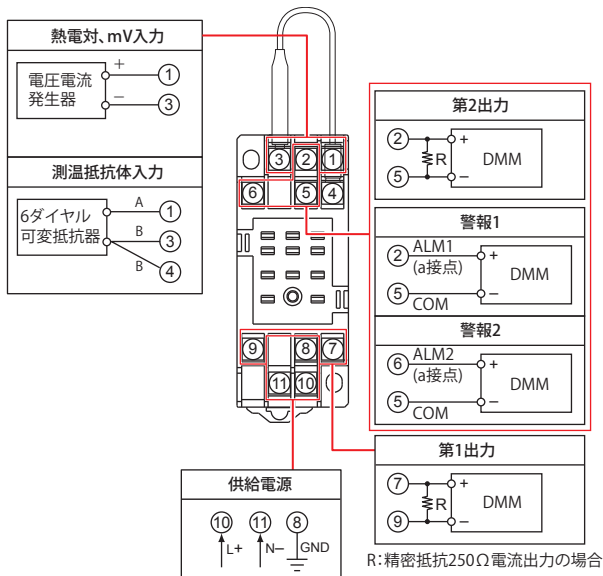 熱電対、mV入力
電圧電流
発生器
+
①
−
③
測温抵抗体入力
6ダイヤル
可変抵抗器
A
①
B
③
B
④
③ ② ①
⑥ ⑤ ④
⑨ ⑧ ⑦
⑪ ⑩
第2出力
②
R
+
DMM
⑤
−
警報1
② ALM1
(a接点)
+
DMM
⑤
COM
−
警報2
⑥ ALM2
(a接点)
+
DMM
⑤
COM
−
第1出力
⑦
R
+
DMM
⑨
−
供給電源
⑩ ⑪ ⑧
L+ N− GND
R:精密抵抗250Ω電流出力の場合